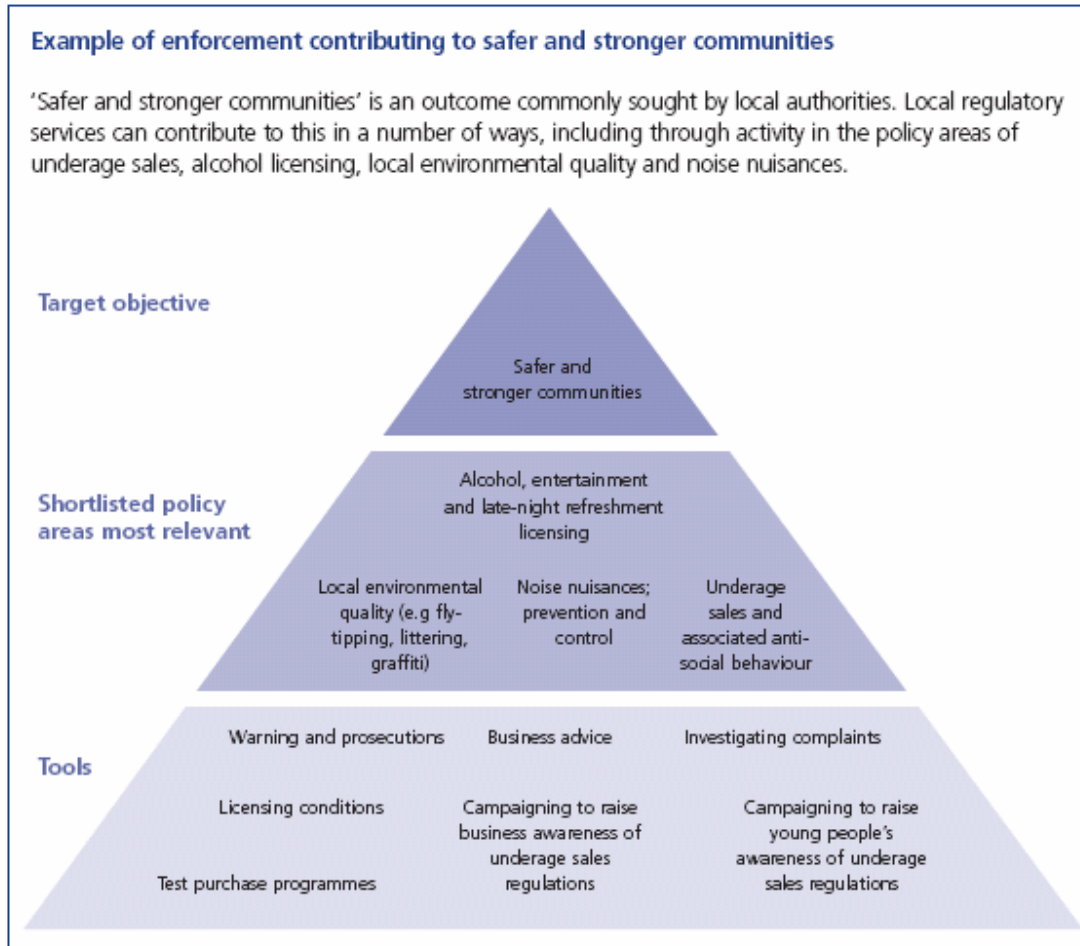 Example of enforcement contributing to safer and stronger communities
‘Safer and stronger communities’ is an outcome commonly sought by local authorities. Local regulatory
services can contribute to this in a number of ways, including through activity in the policy areas of
underage sales, alcohol licensing, local environmental quality and noise nuisances.
Target objective
Safer and
stronger communities
Shortlisted policy
areas most relevant
Alcohol, entertainment
and late-night refreshment
licensing
Local environmental
quality (e.g fly-
tipping, littering,
graffiti)
Noise nuisances;
prevention and
control
Underage
sales and
associated anti-
social behaviour
Tools
Warning and prosecutions
Business advice
Investigating complaints
Licensing conditions
Campaigning to raise
business awareness of
underage sales
regulations
Campaigning to raise
young people’s
awareness of underage
sales regulations
Test purchase programmes